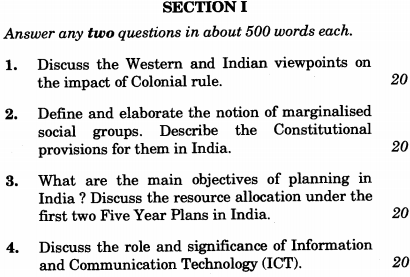 SECTION I
Answer any two questions in about 500 words each.
1. Discuss the Western and Indian viewpoints on
the impact of Colonial rule. 20
2. Define and elaborate the notion of marginalised
social groups. Describe the Constitutional
provisions for them in India. 20
3. What are the main objectives of planning in
India ? Discuss the resource allocation under the
first two Five Year Plans in India. 20
4. Discuss the role and significance of Information
and Communication Technology (ICT). 20